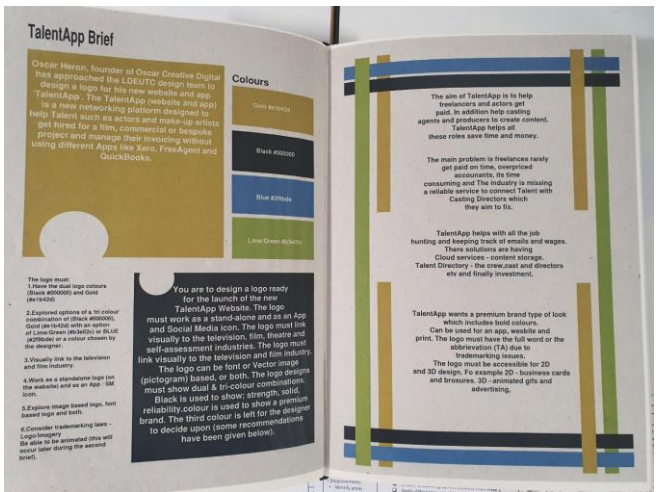 TalentApp Brief
Oscar Heron, founder of Oscar Creative Digital
has approached the LDEUTC design team to
design a logo for his new website and app
'TalentApp'. The TalentApp (website and app)
is a new networking platform designed to
help Talent such as actors and make-up artists
get hired for a film, commercial or bespoke
project and manage their invoicing without
using different Apps like Xero, FreeAgent and
QuickBooks.
Colours
Gold #e1b42d
Black #000000
Blue #2f9bde
Lime Green #b3e03c
The logo must:
1.Have the dual logo colours
(Black #000000) and Gold
(#e1b42d)
2.Explored options of a tri colour
combination of (Black #000000),
Gold (#e1b42d) with an option
of Lime Green (#b3e03c) or BLUE
(#2f9bde) or a colour chosen by
the designer.
3.Visually link to the television
and film industry.
4.Work as a standalone logo (on
the website) and as an App / SM
icon.
5.Explore image based logo, font
based logo and both.
6.Consider trademarking laws -
Logo/Imagery
Be able to be animated (this will
occur later during the second
brief).
You are to design a logo ready
for the launch of the new
TalentApp Website. The logo
must work as a stand-alone and as an App
and Social Media icon. The logo must link
visually to the television, film, theatre and
self-assessment industries. The logo must
link visually to the television and film industry.
The logo can be font or Vector image
(pictogram) based, or both. The logo designs
must show dual & tri-colour combinations.
Black is used to show; strength, solid,
reliability.colour is used to show a premium
brand. The third colour is left for the designer
to decide upon (some recommendations
have been given below).
The aim of TalentApp is to help
freelancers and actors get
paid. In addition help casting
agents and producers to create content.
TalentApp helps all
these roles save time and money.
The main problem is freelances rarely
get paid on time, overpriced
accounants, its time
consuming and The industry is missing
a reliable service to connect Talent with
Casting Directors which
they aim to fis.
TalentApp helps with all the job
hunting and keeping track of emails and wages.
There solutions are having
Cloud services - content storage.
Talent Directory - the crew,cast and directors
etv and finally investment.
TalentApp wants a premium brand type of look
which includes bold colours.
Can be used for an app, wesbite and
print. The logo must have the full word or the
abbrievation (TA) due to
trademarking issues.
The logo must be accessible for 2D
and 3D design. Fo example 2D - business cards
and brosures. 3D - animated gifs and
advertising,